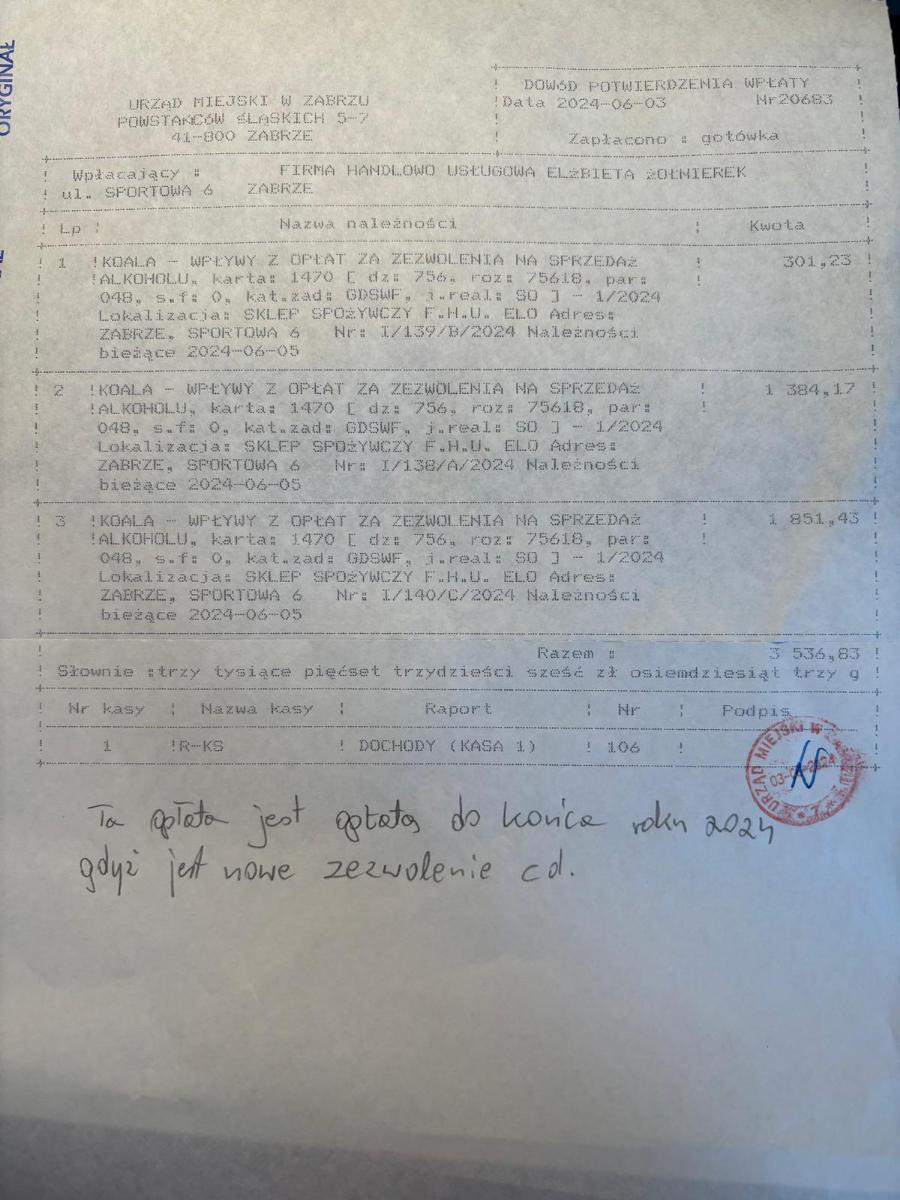 ORYGINAŁ
DOWóD POTWIERDZENIA WPŁATY
URZĄD MIEJSKI W ZABRZU !Data 2024-06-03 Nr20683
POWSTAńCóW śLĄSKICH 5-7
41-800 ZABRZE Zapłacono : gotówka
! Wpłacający : FIRMA HANDLOWO USŁUGOWA ELżBIETA żOŁNIEREK
! ul. SPORTOWA 6 ZABRZE !
! Lp ! Nazwa należności ! Kwota !
! 1 !KOALA - WPŁYWY Z OPŁAT ZA ZEZWOLENIA NA SPRZEDAż ! 301,23 !
!ALKOHOLU, karta: 1470 [ dz: 756, roz: 75618, par: !
048, s.f: 0, kat.zad: GDSWF, j.real: SO ] - 1/2024
Lokalizacja: SKLEP SPOżYWCZY F.H.U. ELO Adres:
ZABRZE, SPORTOWA 6 Nr: I/139/B/2024 Należności
bieżące 2024-06-05
! 2 !KOALA - WPŁYWY Z OPŁAT ZA ZEZWOLENIA NA SPRZEDAż ! 1 384,17 !
!ALKOHOLU, karta: 1470 [ dz: 756, roz: 75618, par: !
048, s.f: 0, kat.zad: GDSWF, j.real: SO ] - 1/2024
Lokalizacja: SKLEP SPOżYWCZY F.H.U. ELO Adres:
ZABRZE, SPORTOWA 6 Nr: I/138/A/2024 Należności
bieżące 2024-06-05
! 3 !KOALA - WPŁYWY Z OPŁAT ZA ZEZWOLENIA NA SPRZEDAż ! 1 851,43 !
!ALKOHOLU, karta: 1470 [ dz: 756, roz: 75618, par: !
048, s.f: 0, kat.zad: GDSWF, j.real: SO ] - 1/2024
Lokalizacja: SKLEP SPOżYWCZY F.H.U. ELO Adres:
ZABRZE, SPORTOWA 6 Nr: I/140/C/2024 Należności
bieżące 2024-06-05
! Razem : 3 536,83 !
! Słownie :trzy tysiące pięćset trzydzieści sześć zł osiemdziesiąt trzy g !
! Nr kasy ! Nazwa kasy ! Raport ! Nr ! Podpis
! 1 !R-KS ! DOCHODY (KASA 1) ! 106 !
URZĄD MIEJSKI W
Ta opłata jest opłatą do końca roku 2024
gdyż jest nowe zezwolenie cd.